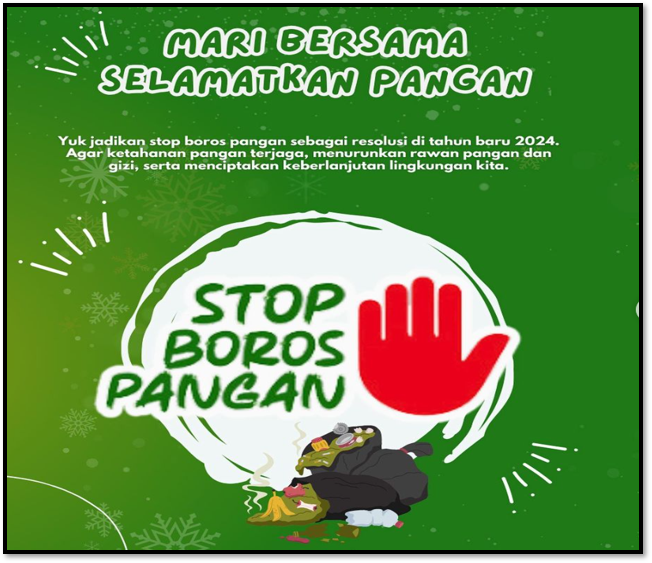 MARI BERSAMA
SELAMATKAN PANGAN
Yuk jadikan stop boros pangan sebagai resolusi di tahun baru 2024.
Agar ketahanan pangan terjaga, menurunkan rawan pangan dan
gizi, serta menciptakan keberlanjutan lingkungan kita.
STOP
BOROS
PANGAN